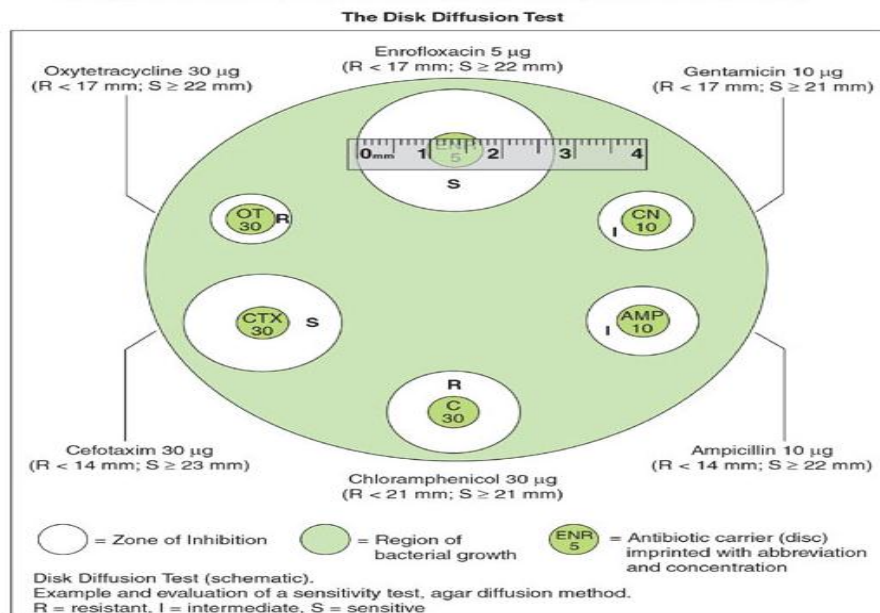 The Disk Diffusion Test
Enrofloxacin 5 µg
(R < 17 mm; S ≥ 22 mm)
Oxytetracycline 30 µg
(R < 17 mm; S ≥ 22 mm)
Gentamicin 10 µg
(R < 17 mm; S ≥ 21 mm)
0mm 1 2 3 4
ENR
5
S
OT
30
R
CN
10
I
CTX
30
S
AMP
10
I
R
C
30
Cefotaxim 30 µg
(R < 14 mm; S ≥ 23 mm)
Ampicillin 10 µg
(R < 14 mm; S ≥ 22 mm)
Chloramphenicol 30 µg
(R < 21 mm; S ≥ 21 mm)
= Zone of Inhibition
= Region of
bacterial growth
ENR
5
= Antibiotic carrier (disc)
imprinted with abbreviation
and concentration
Disk Diffusion Test (schematic).
Example and evaluation of a sensitivity test, agar diffusion method.
R = resistant, I = intermediate, S = sensitive